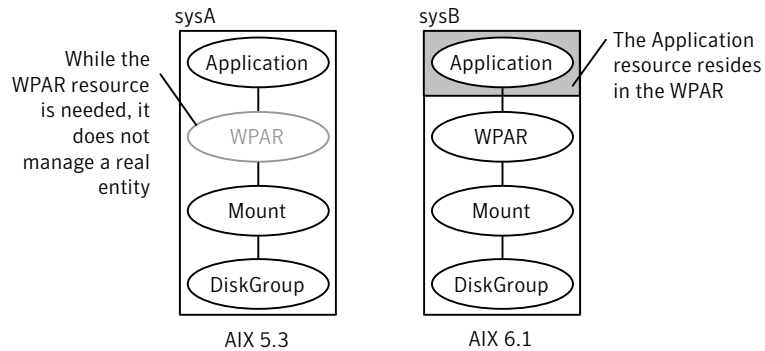 sysA
While the
WPAR resource
is needed, it
does not
manage a real
entity
Application
WPAR
Mount
DiskGroup
AIX 5.3
sysB
Application
WPAR
Mount
DiskGroup
AIX 6.1
The Application
resource resides
in the WPAR